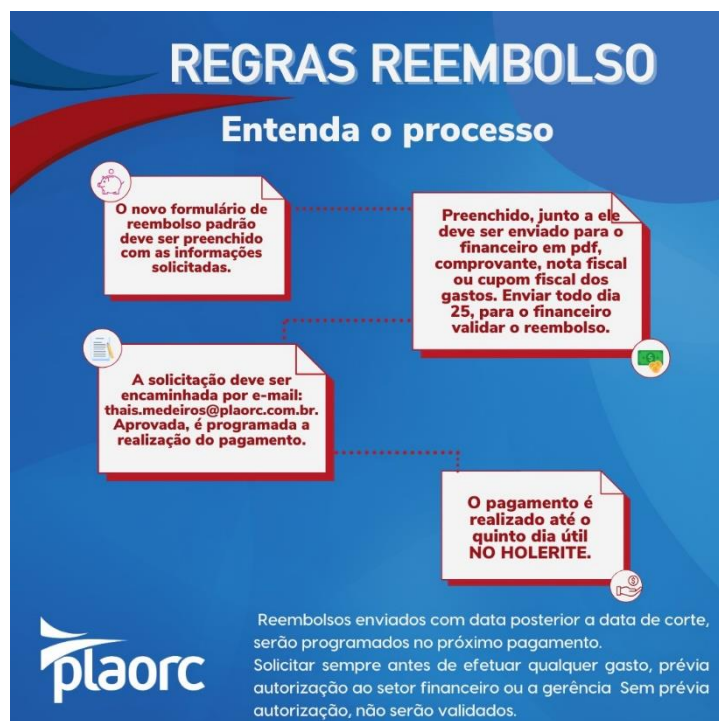 REGRAS REEMBOLSO
Entenda o processo
O novo formulário de
reembolso padrão
deve ser preenchido
com as informações
solicitadas.
Preenchido, junto a ele
deve ser enviado para o
financeiro em pdf,
comprovante, nota fiscal
ou cupom fiscal dos
gastos. Enviar todo dia
25, para o financeiro
validar o reembolso.
A solicitação deve ser
encaminhada por e-mail:
thais.medeiros@plaorc.com.br.
Aprovada, é programada a
realização do pagamento.
O pagamento é
realizado até o
quinto dia útil
NO HOLERITE.
Reembolsos enviados com data posterior a data de corte,
serão programados no próximo pagamento.
Solicitar sempre antes de efetuar qualquer gasto, prévia
autorização ao setor financeiro ou a gerência Sem prévia
autorização, não serão validados.
plaorc